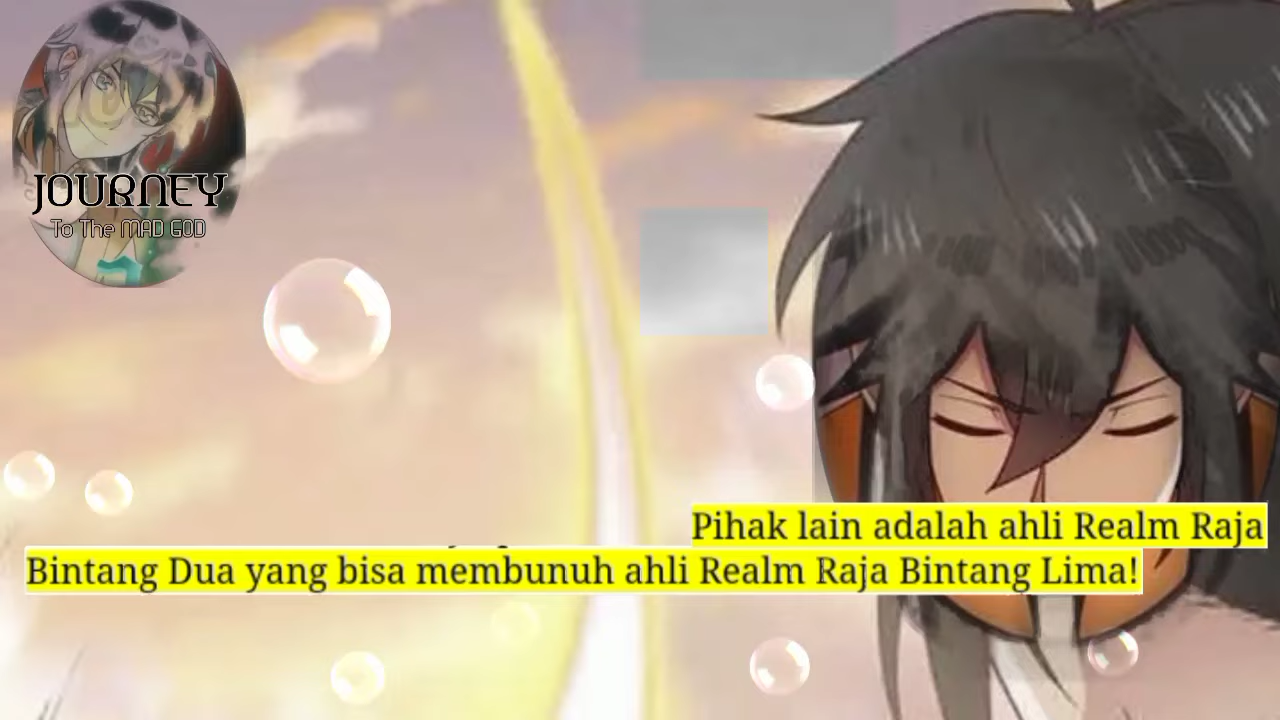 JOURNEY
To The MAD GOD
Pihak lain adalah ahli Realm Raja
Bintang Dua yang bisa membunuh ahli Realm Raja Bintang Lima!